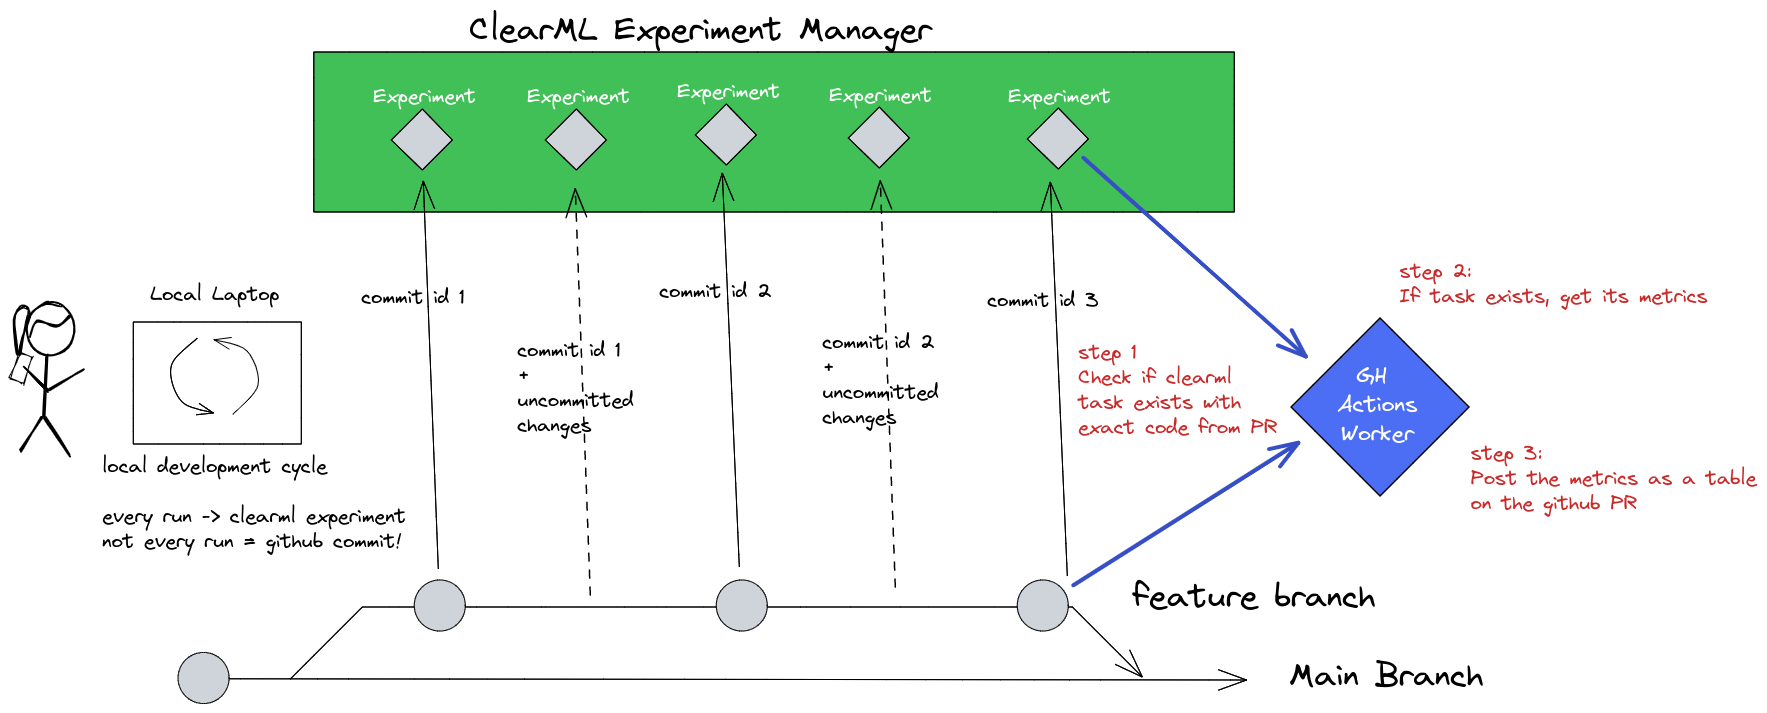 ClearML Experiment Manager
Experiment
Experiment
Experiment
Experiment
Experiment
Local Laptop
local development cycle
every run -> clearml experiment
not every run = github commit!
commit id 1
commit id 1
+
uncommitted
changes
commit id 2
commit id 2
+
uncommitted
changes
commit id 3
step 1
Check if clearml
task exists with
exact code from PR
step 2:
If task exists, get its metrics
GH
Actions
Worker
step 3:
Post the metrics as a table
on the github PR
feature branch
Main Branch